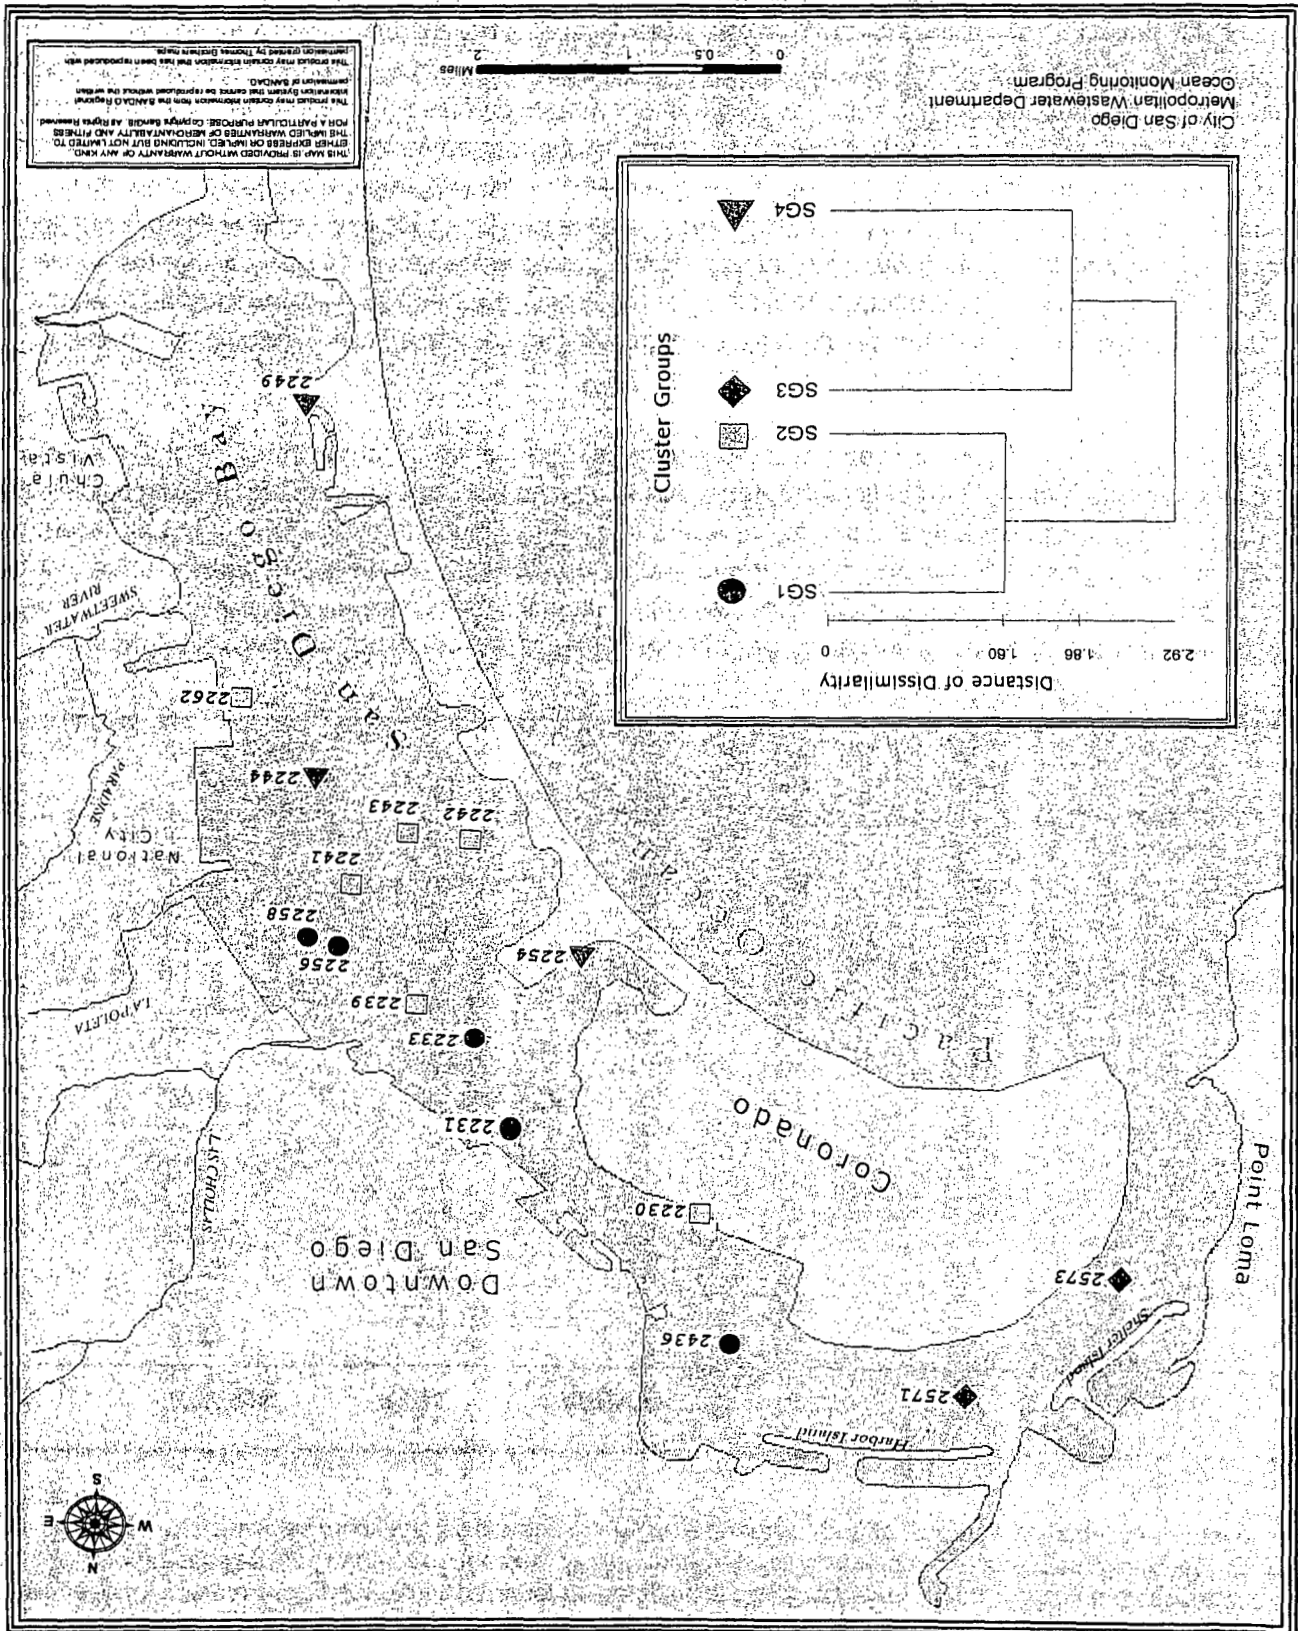 N
W
E
S
Harbor Island
2571
2436
Shelter Island
2573
Point Loma
Downtown
San Diego
2230
LAS CHOLLAS
Coronado
2231
2233
2239
LA POLETA
Pacific Ocean
2254
2256
2258
2241
National
City
2242
2243
PARADISE
2244
2262
San Diego Bay
SWEETWATER
RIVER
Chula
Vista
2249
Distance of Dissimilarity
2.92
1.86
1.60
0
SG1
SG2
SG3
SG4
Cluster Groups
City of San Diego
Metropolitan Wastewater Department
Ocean Monitoring Program
0
0.5
1
2
Miles
THIS MAP IS PROVIDED WITHOUT WARRANTY OF ANY KIND,
EITHER EXPRESS OR IMPLIED, INCLUDING BUT NOT LIMITED TO
THE IMPLIED WARRANTIES OF MERCHANTABILITY AND FITNESS
FOR A PARTICULAR PURPOSE. Copyright SanGIS. All Rights Reserved.
This product may contain information from the SANDAG Regional
Information System that cannot be reproduced without the written
permission of SANDAG.
This product may contain information that has been reproduced with
permission granted by Thomas Brothers maps.